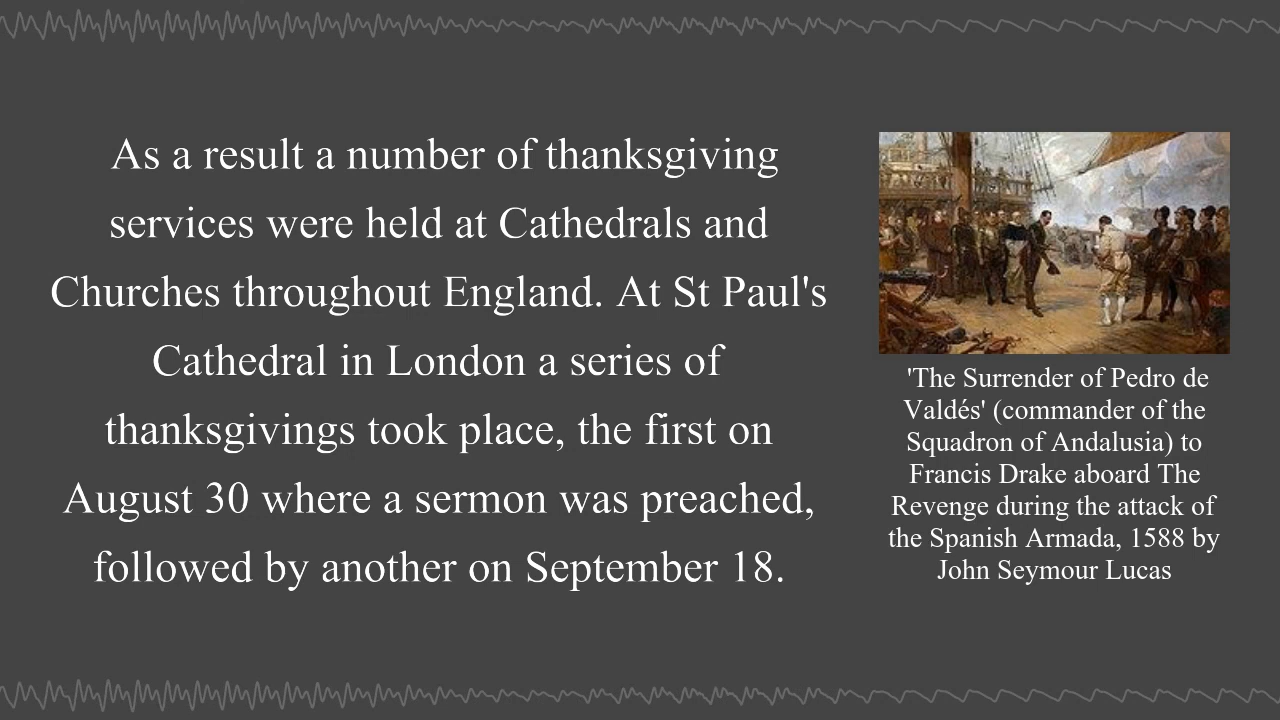 As a result a number of thanksgiving
services were held at Cathedrals and
Churches throughout England. At St Paul's
Cathedral in London a series of
thanksgivings took place, the first on
August 30 where a sermon was preached,
followed by another on September 18.
'The Surrender of Pedro de
Valdés' (commander of the
Squadron of Andalusia) to
Francis Drake aboard The
Revenge during the attack of
the Spanish Armada, 1588 by
John Seymour Lucas